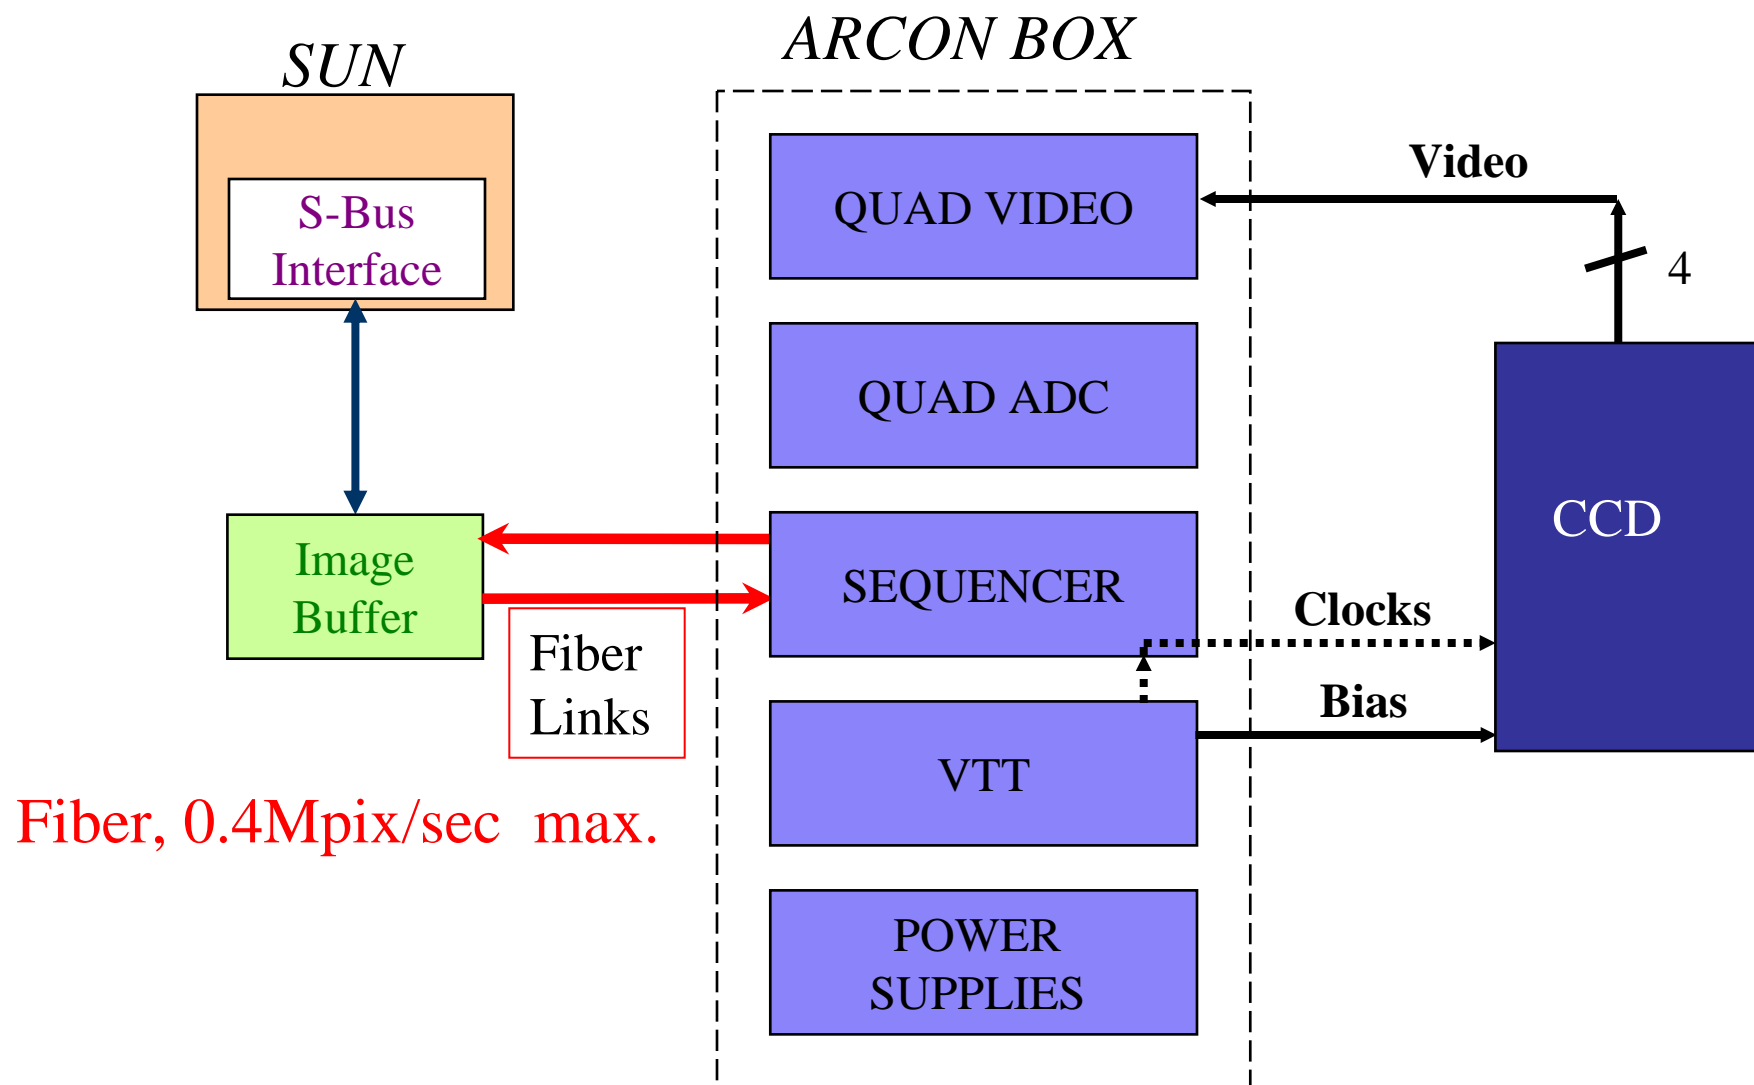 SUN
S-Bus
Interface
Image
Buffer
Fiber
Links
Fiber, 0.4Mpix/sec  max.
ARCON BOX
QUAD VIDEO
QUAD ADC
SEQUENCER
VTT
POWER
SUPPLIES
Video
4
CCD
Clocks
Bias